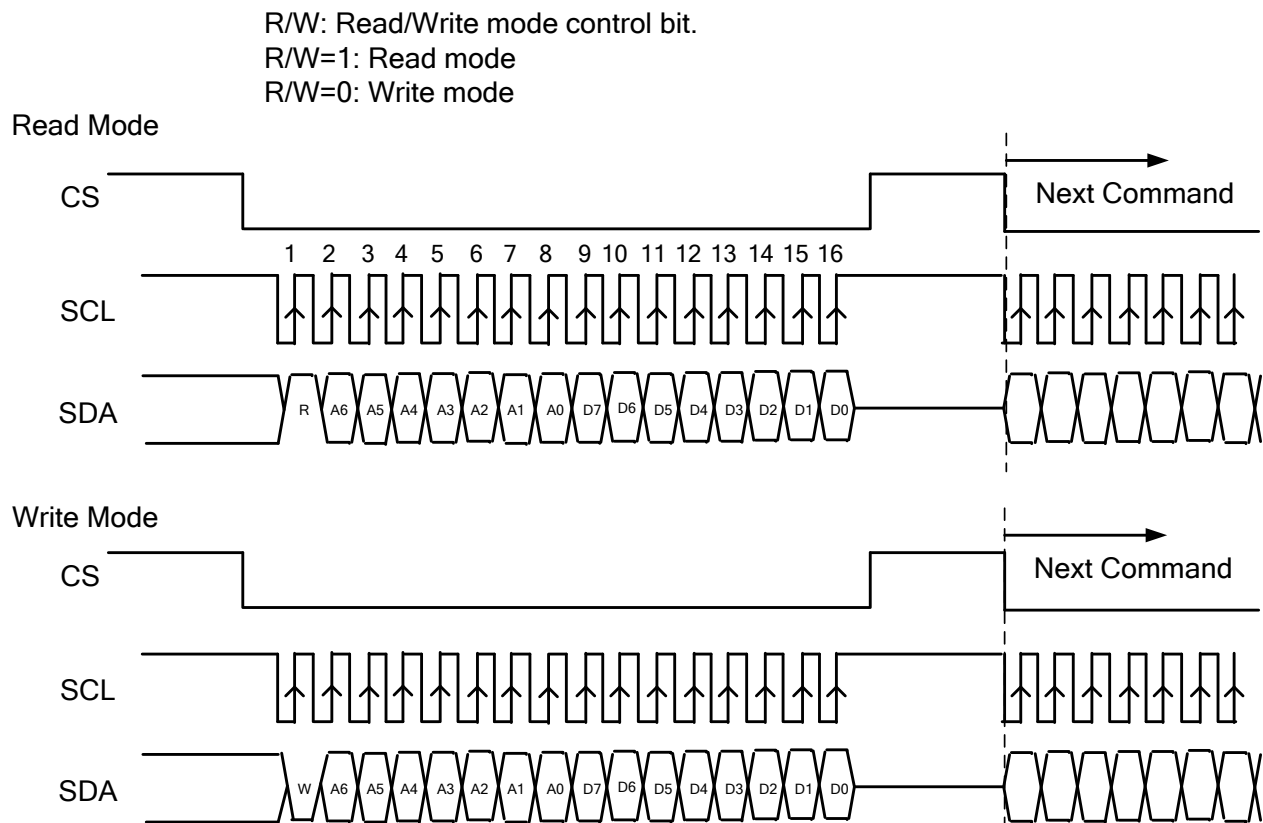 R/W: Read/Write mode control bit.
R/W=1: Read mode
R/W=0: Write mode
Read Mode
CS
Next Command
1 2 3 4 5 6 7 8 9 10 11 12 13 14 15 16
SCL
SDA
R A6 A5 A4 A3 A2 A1 A0 D7 D6 D5 D4 D3 D2 D1 D0
Write Mode
CS
Next Command
SCL
SDA
W A6 A5 A4 A3 A2 A1 A0 D7 D6 D5 D4 D3 D2 D1 D0